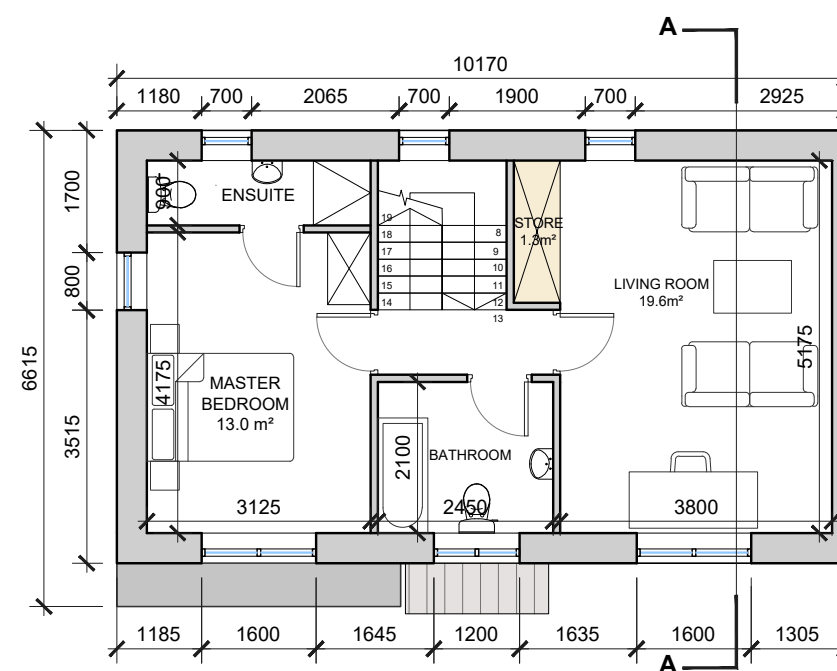 A
10170
1180 700 2065 700 1900 700 2925
1700
800
3515
6615
900
ENSUITE
19
18
17
16
15
14
8
9
10
11
12
13
STORE
1.3m²
LIVING ROOM
19.6m²
5175
4175
MASTER
BEDROOM
13.0 m²
2100
BATHROOM
3125 2450 3800
1185 1600 1645 1200 1635 1600 1305
A